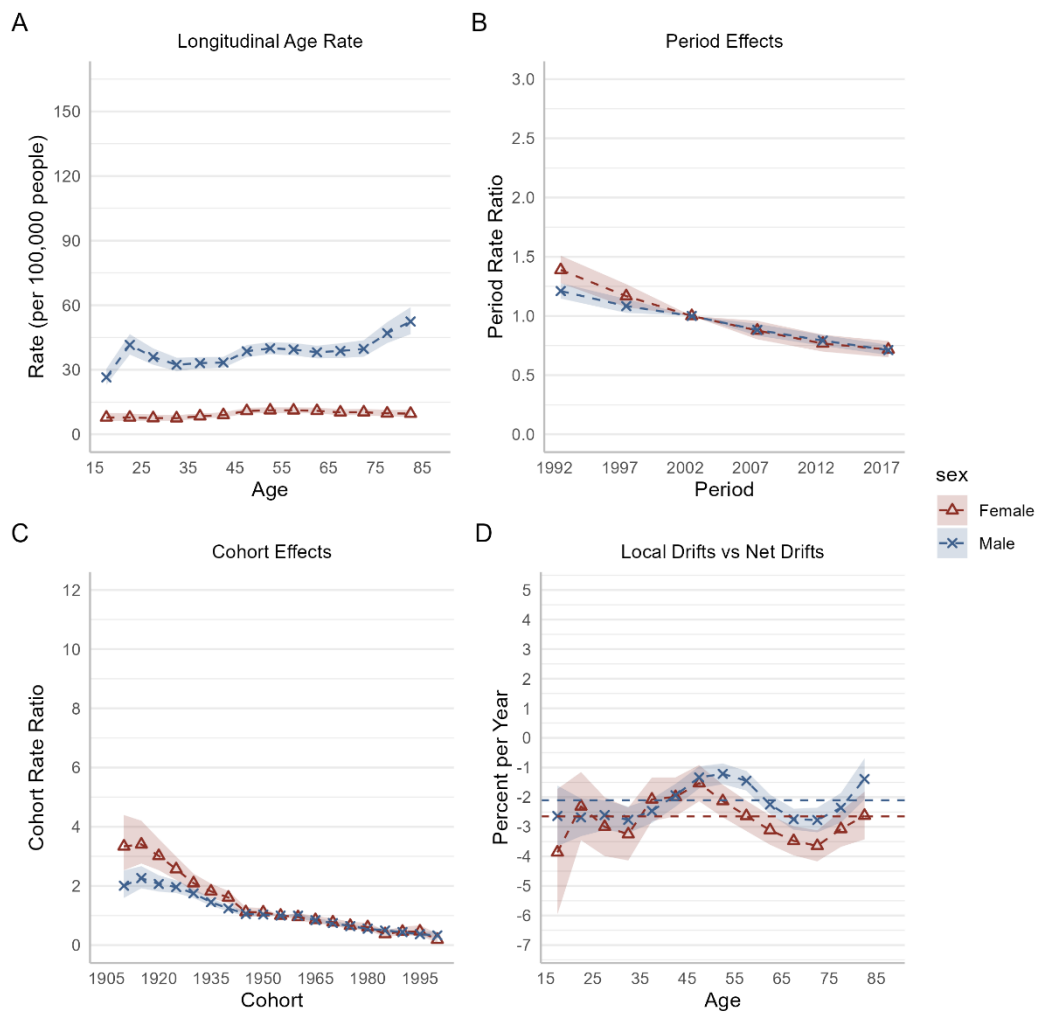 A
Longitudinal Age Rate
Rate (per 100,000 people)
150
120
90
60
30
0
15 25 35 45 55 65 75 85
Age
B
Period Effects
Period Rate Ratio
3.0
2.5
2.0
1.5
1.0
0.5
0.0
1992 1997 2002 2007 2012 2017
Period
sex
Female
Male
C
Cohort Effects
Cohort Rate Ratio
12
10
8
6
4
2
0
1905 1920 1935 1950 1965 1980 1995
Cohort
D
Local Drifts vs Net Drifts
Percent per Year
5
4
3
2
1
0
-1
-2
-3
-4
-5
-6
-7
15 25 35 45 55 65 75 85
Age